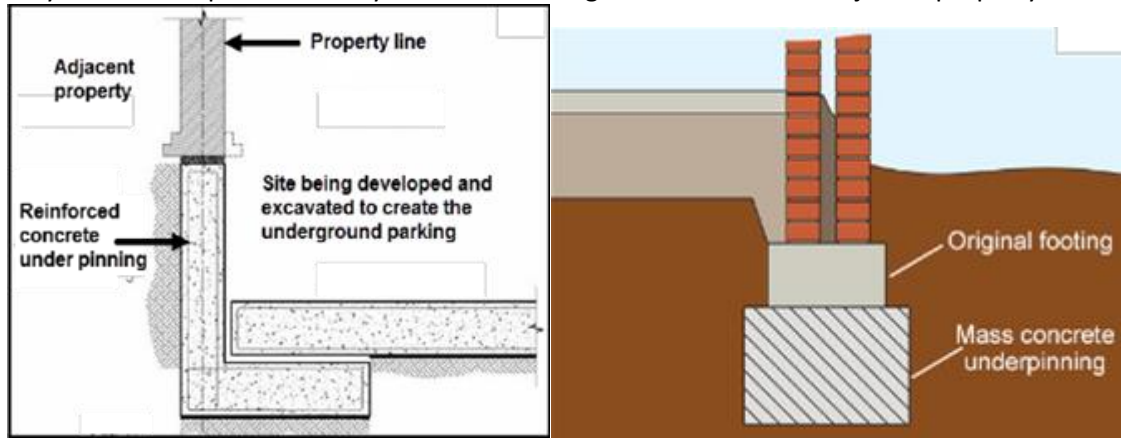 Property line
Adjacent
property
Site being developed and
excavated to create the
underground parking
Reinforced
concrete
under pinning
Original footing
Mass concrete
underpinning